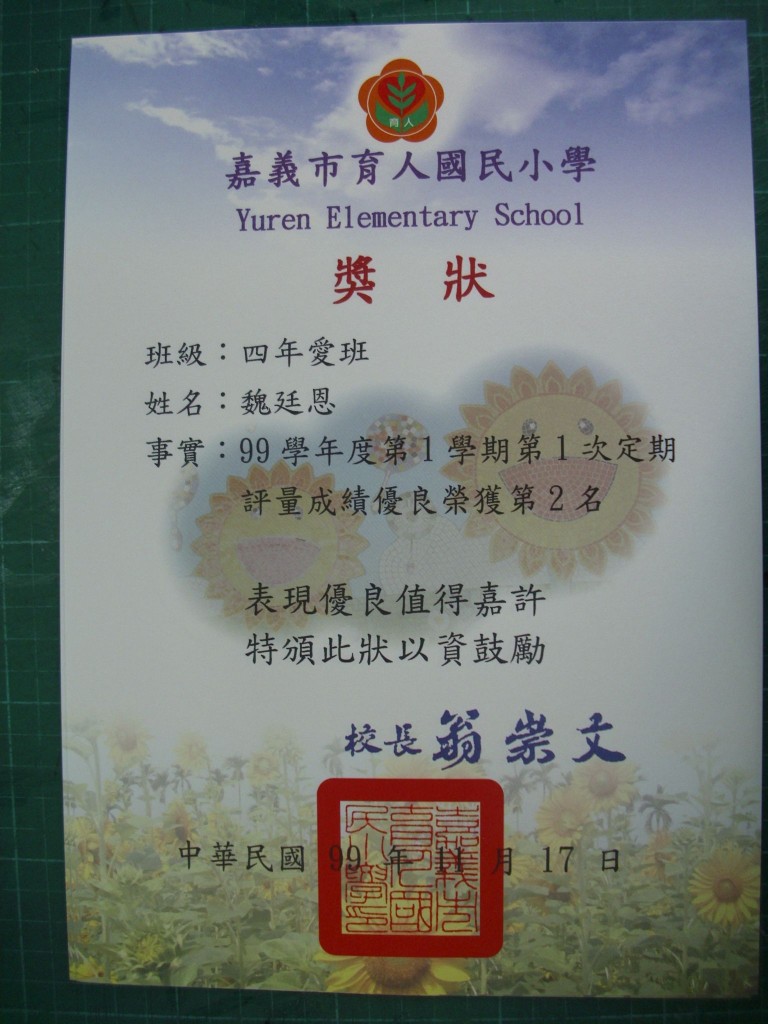 育人
嘉義市育人國民小學
Yuren Elementary School
獎 狀
班級：四年愛班
姓名：魏廷恩
事實：99學年度第1學期第1次定期
評量成績優良榮獲第2名
表現優良值得嘉許
特頒此狀以資鼓勵
校長 翁崇文
中華民國 99 年 11 月 17 日